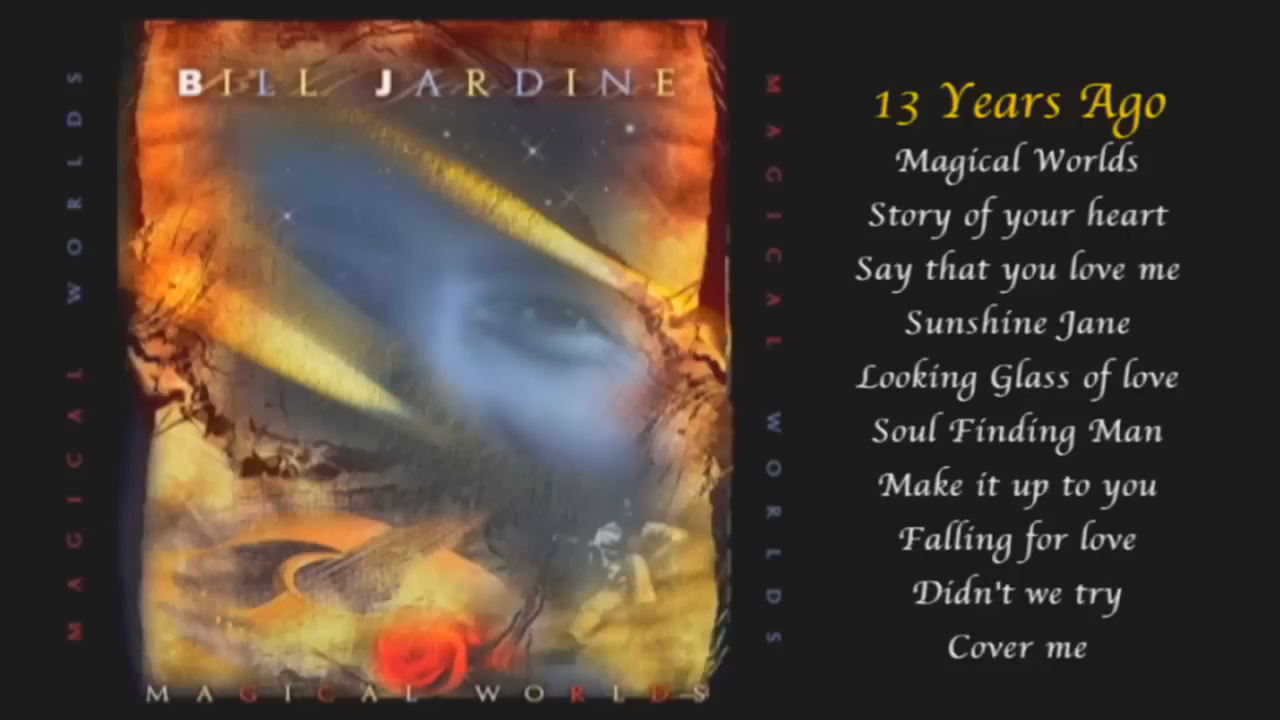 BILL JARDINE
MAGICAL WORLDS
MAGICAL WORLDS
MAGICAL WORLDS
13 Years Ago
Magical Worlds
Story of your heart
Say that you love me
Sunshine Jane
Looking Glass of love
Soul Finding Man
Make it up to you
Falling for love
Didn't we try
Cover me